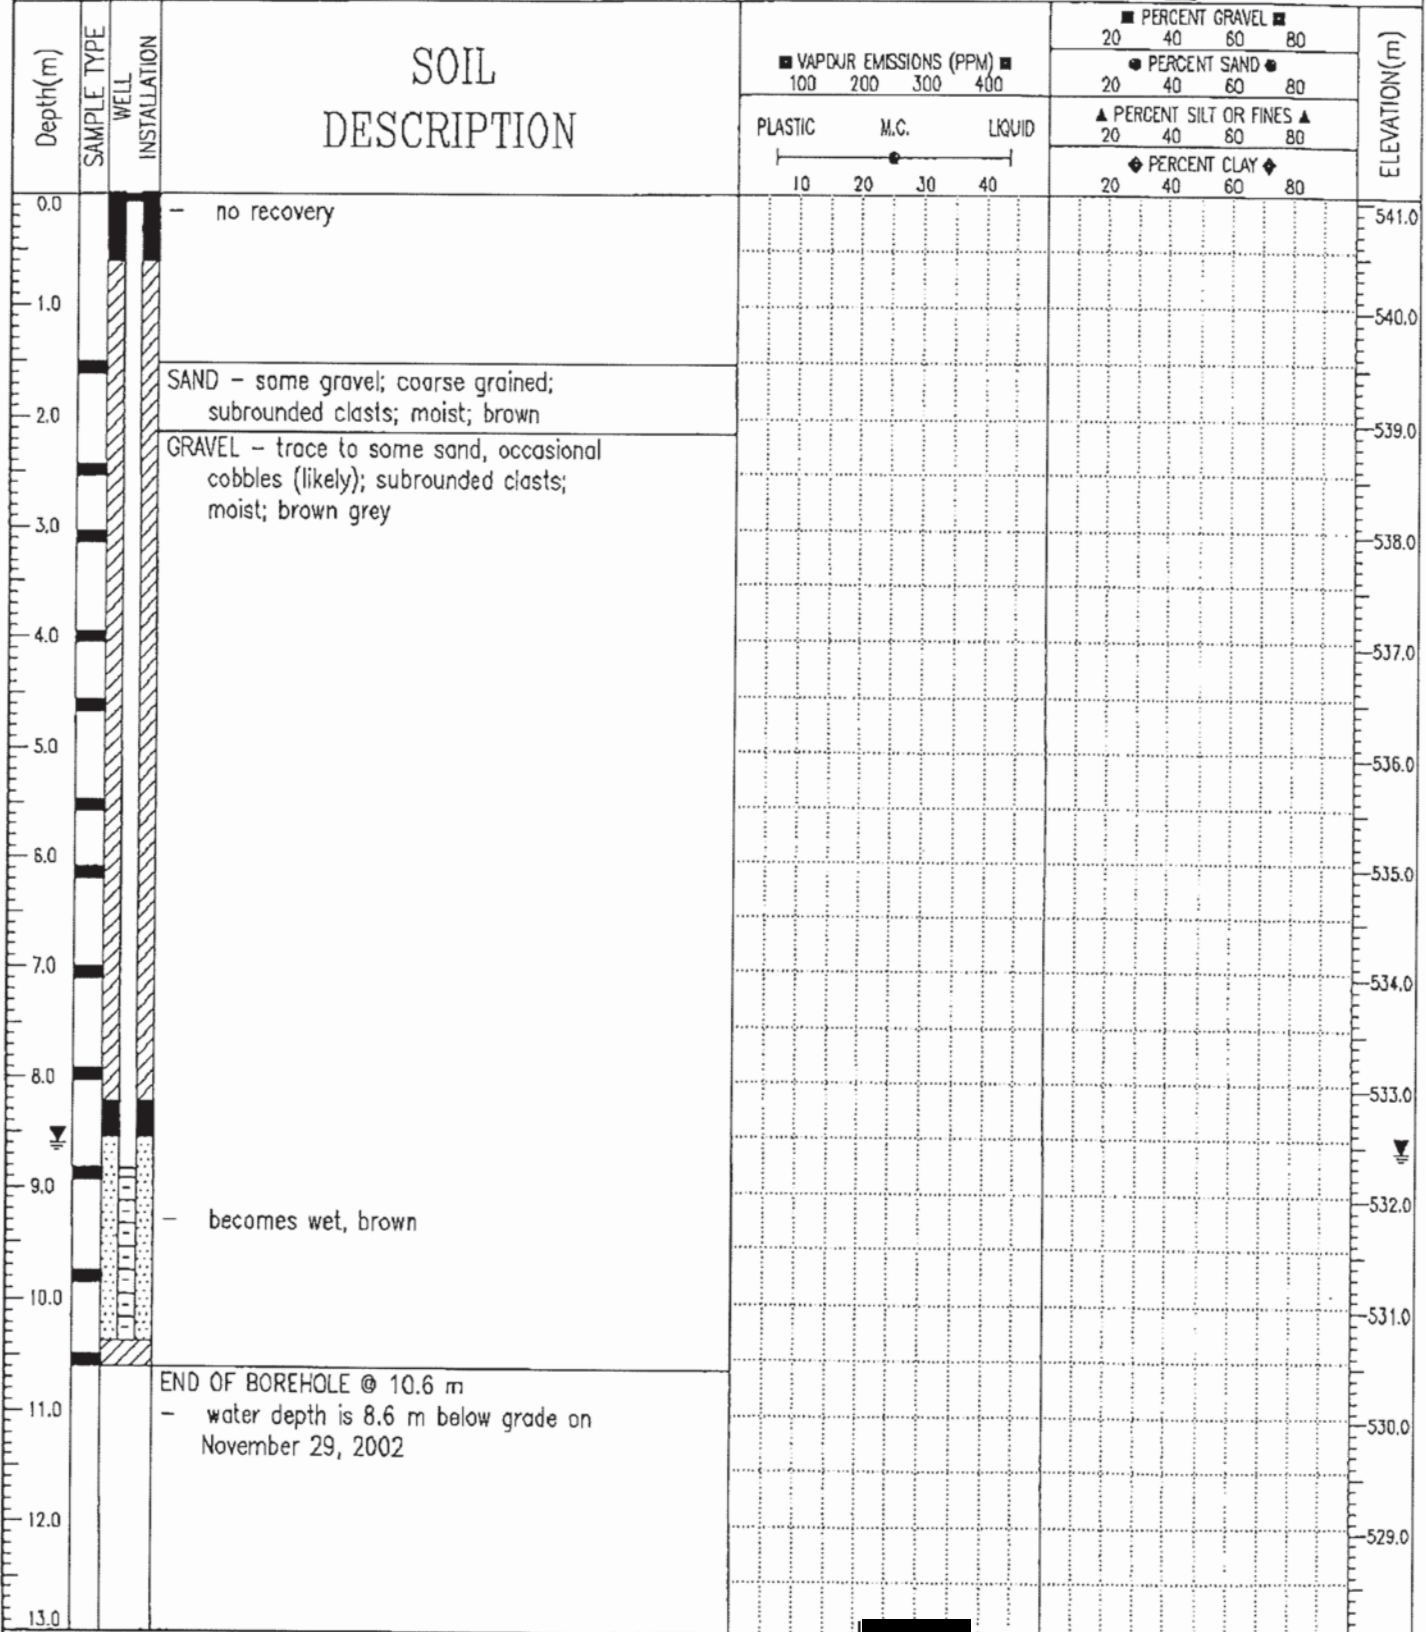 Depth(m)
SAMPLE TYPE
WELL
INSTALLATION
SOIL
DESCRIPTION
■ VAPOUR EMISSIONS (PPM) ■
100 200 300 400
PLASTIC M.C. LIQUID
10 20 30 40
■ PERCENT GRAVEL ■
20 40 60 80
● PERCENT SAND ●
20 40 60 80
▲ PERCENT SILT OR FINES ▲
20 40 60 80
◆ PERCENT CLAY ◆
20 40 60 80
ELEVATION(m)
0.0
1.0
2.0
3.0
4.0
5.0
6.0
7.0
8.0
9.0
10.0
11.0
12.0
13.0
– no recovery
SAND – some gravel; coarse grained;
subrounded clasts; moist; brown
GRAVEL – trace to some sand, occasional
cobbles (likely); subrounded clasts;
moist; brown grey
– becomes wet, brown
END OF BOREHOLE @ 10.6 m
– water depth is 8.6 m below grade on
November 29, 2002
541.0
540.0
539.0
538.0
537.0
536.0
535.0
534.0
533.0
532.0
531.0
530.0
529.0